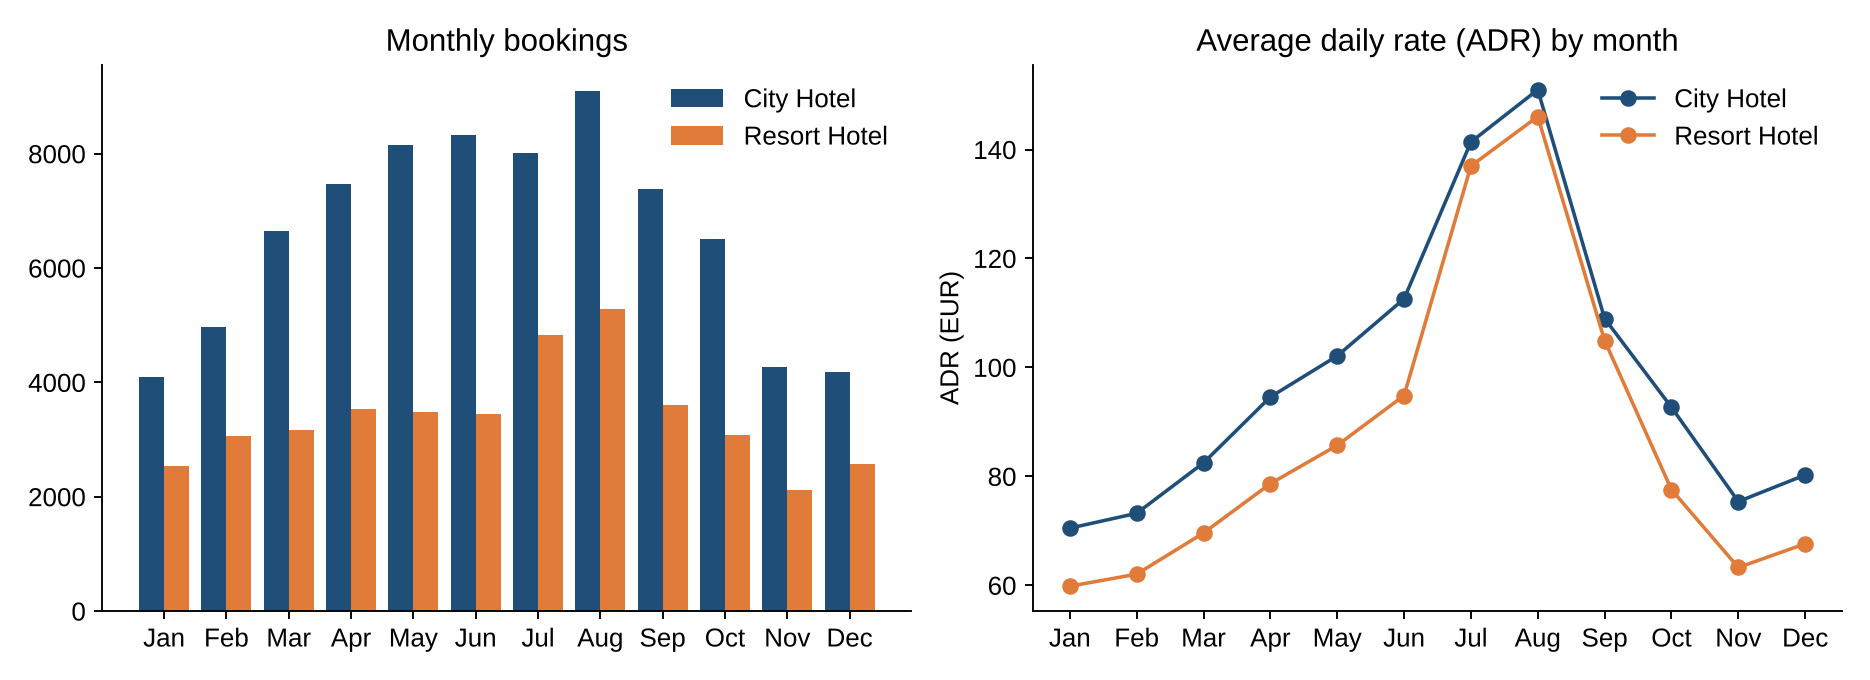 Monthly bookings
City Hotel
Resort Hotel
8000
6000
4000
2000
0
Jan Feb Mar Apr May Jun Jul Aug Sep Oct Nov Dec
Average daily rate (ADR) by month
City Hotel
Resort Hotel
ADR (EUR)
140
120
100
80
60
Jan Feb Mar Apr May Jun Jul Aug Sep Oct Nov Dec